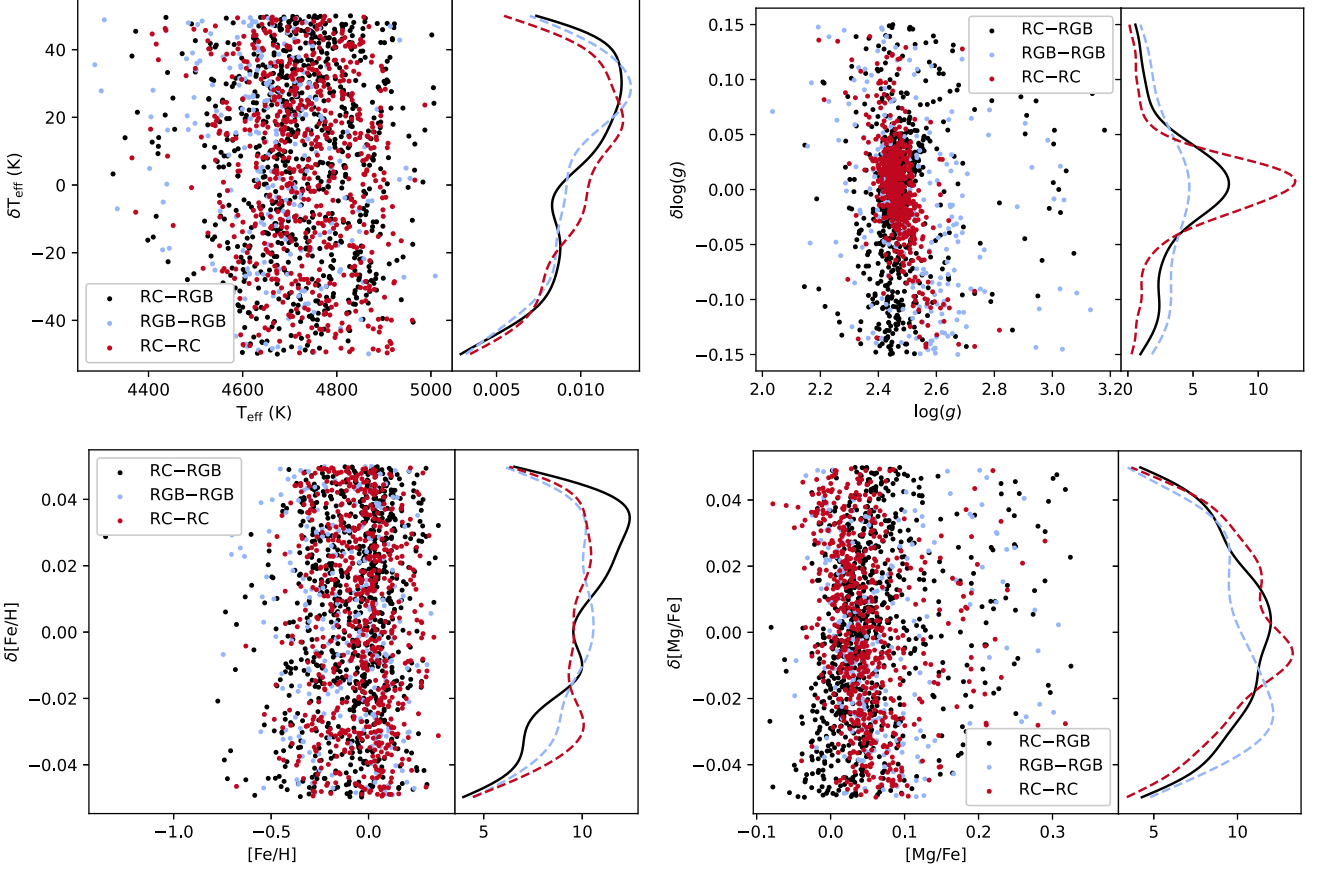 40
20
0
−20
−40
δT_eff (K)
RC−RGB
RGB−RGB
RC−RC
4400 4600 4800 5000 0.005 0.010
T_eff (K)
0.15
0.10
0.05
0.00
−0.05
−0.10
−0.15
δlog(g)
RC−RGB
RGB−RGB
RC−RC
2.0 2.2 2.4 2.6 2.8 3.0 3.2 0 5 10
log(g)
0.04
0.02
0.00
−0.02
−0.04
δ[Fe/H]
RC−RGB
RGB−RGB
RC−RC
−1.0 −0.5 0.0 5 10
[Fe/H]
0.04
0.02
0.00
−0.02
−0.04
δ[Mg/Fe]
RC−RGB
RGB−RGB
RC−RC
−0.1 0.0 0.1 0.2 0.3 5 10
[Mg/Fe]